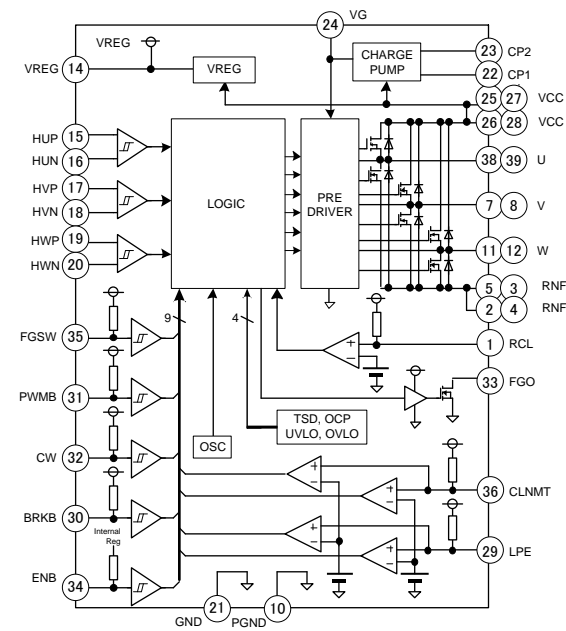 24 VG
VREG
VREG 14
VREG
CHARGE
PUMP
23 CP2
22 CP1
25 27 VCC
26 28 VCC
HUP 15
HUN 16
HVP 17
HVN 18
HWP 19
HWN 20
LOGIC
PRE
DRIVER
38 39 U
7 8 V
11 12 W
5 3 RNF
2 4 RNF
9
4
FGSW 35
+
-
1 RCL
33 FGO
PWMB 31
TSD, OCP
UVLO, OVLO
OSC
CW 32
+
-
+
-
36 CLNMT
BRKB 30
Internal
Reg
+
-
+
-
29 LPE
ENB 34
GND 21
PGND 10